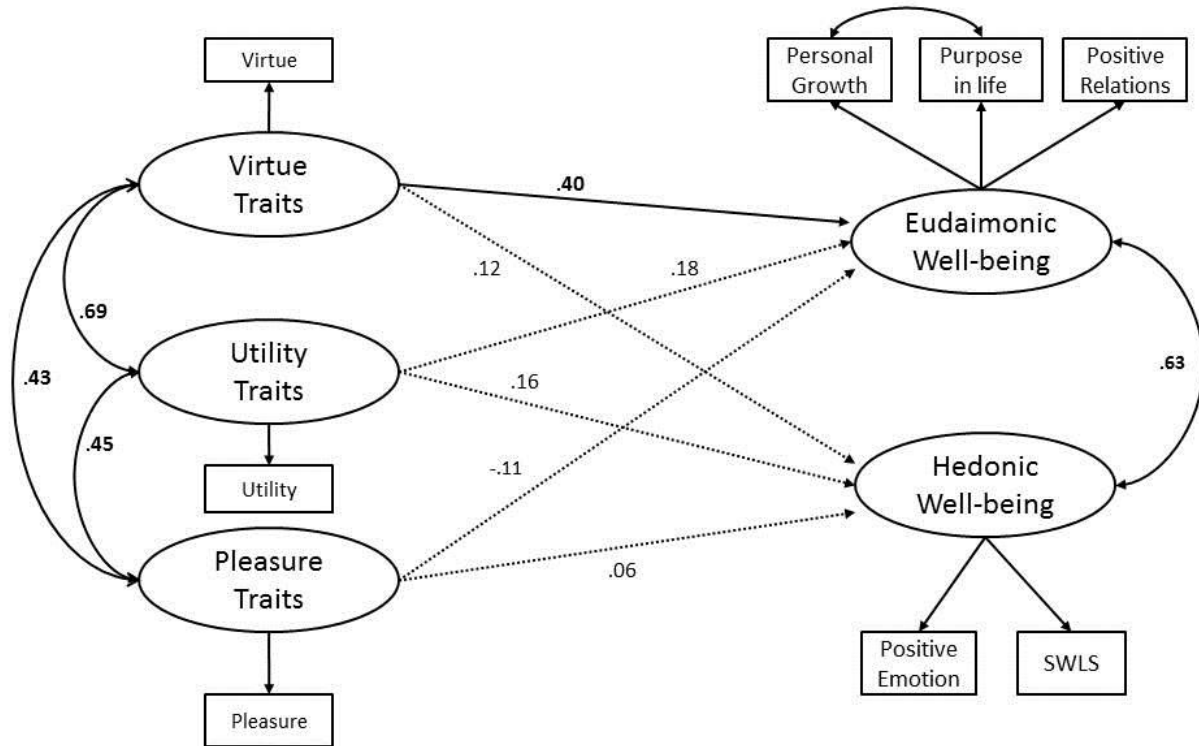 Virtue
Personal
Growth
Purpose
in life
Positive
Relations
Virtue
Traits
.40
Eudaimonic
Well-being
.12
.18
.69
Utility
Traits
.43
.16
.63
.45
-.11
Hedonic
Well-being
Utility
Pleasure
Traits
.06
Positive
Emotion
SWLS
Pleasure